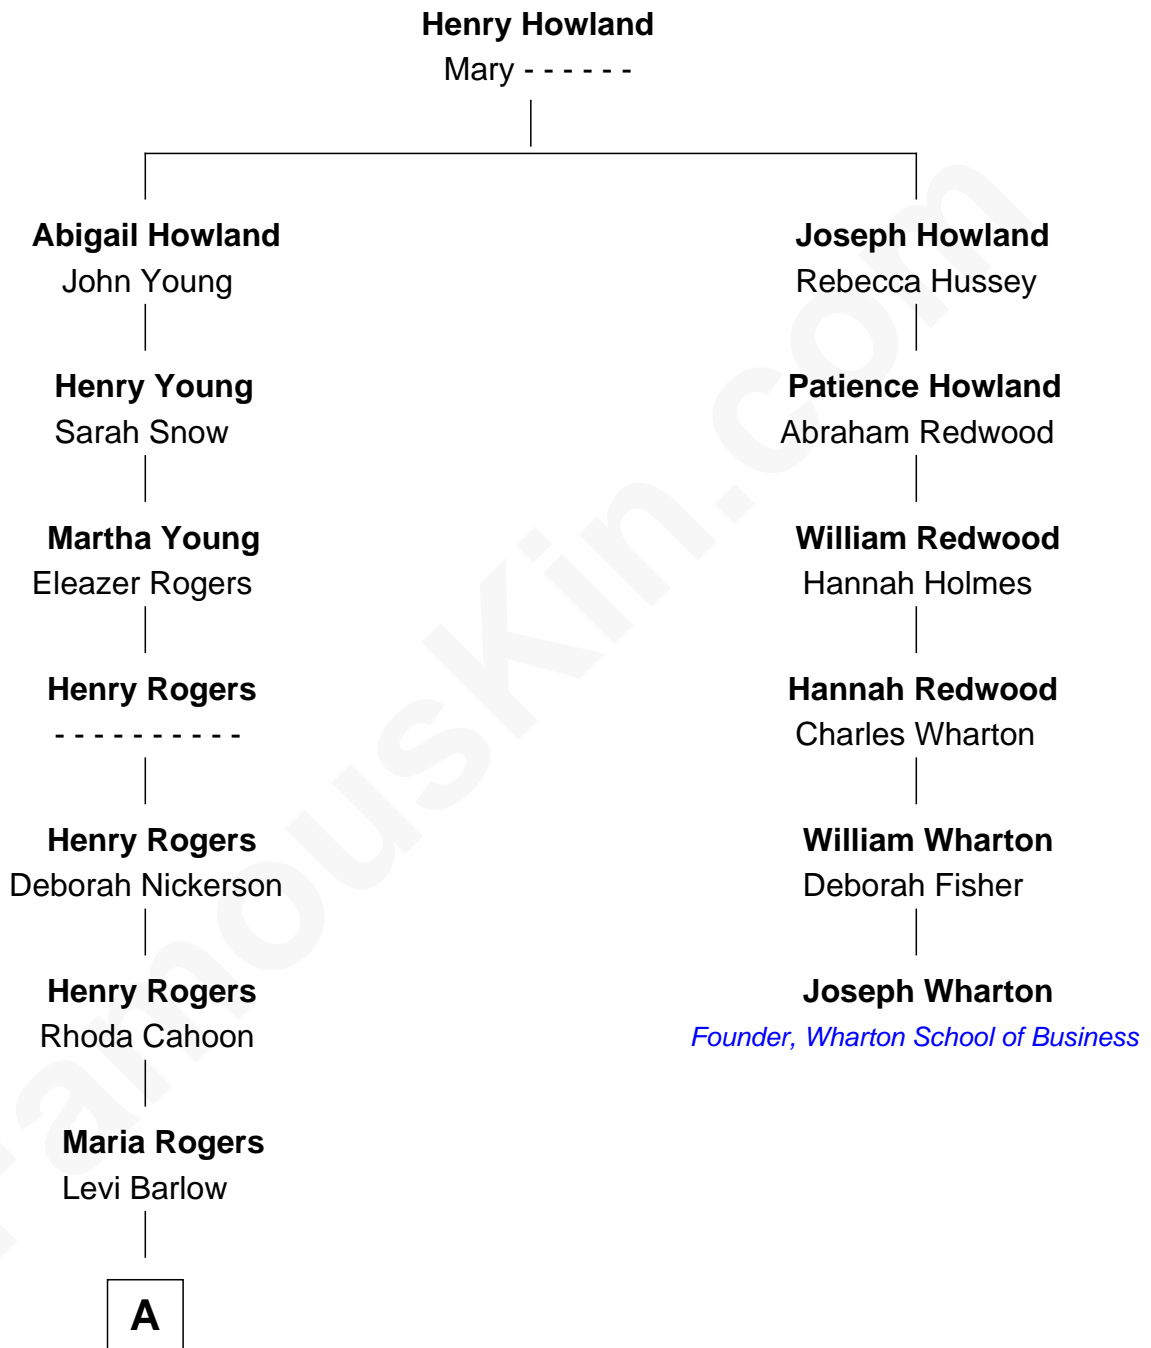 Henry Howland
Mary - - - - - -
Abigail Howland
John Young
Joseph Howland
Rebecca Hussey
Henry Young
Sarah Snow
Patience Howland
Abraham Redwood
Martha Young
Eleazer Rogers
William Redwood
Hannah Holmes
Henry Rogers
- - - - - - - - - -
Hannah Redwood
Charles Wharton
Henry Rogers
Deborah Nickerson
William Wharton
Deborah Fisher
Henry Rogers
Rhoda Cahoon
Joseph Wharton
Founder, Wharton School of Business
Maria Rogers
Levi Barlow
A
FamousKin.com